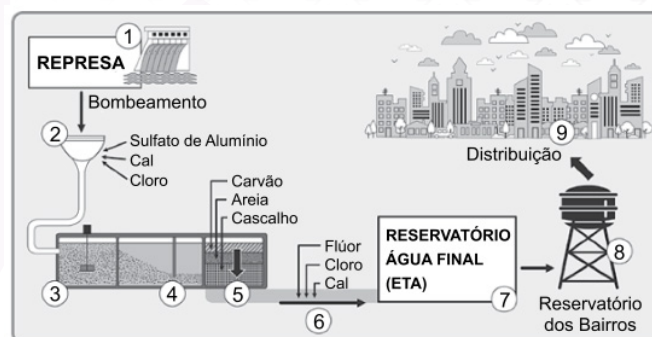 1
REPRESA
Bombeamento
2
Sulfato de Alumínio
Cal
Cloro
Carvão
Areia
Cascalho
3
4
5
Flúor
Cloro
Cal
6
RESERVATÓRIO
ÁGUA FINAL
(ETA)
7
8
Reservatório
dos Bairros
9
Distribuição